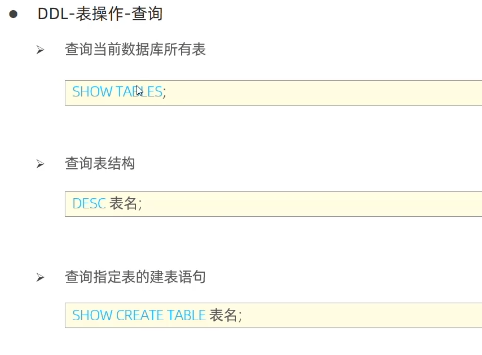 DDL-表操作-查询
查询当前数据库所有表
SHOW TABLES;
查询表结构
DESC 表名;
查询指定表的建表语句
SHOW CREATE TABLE 表名;